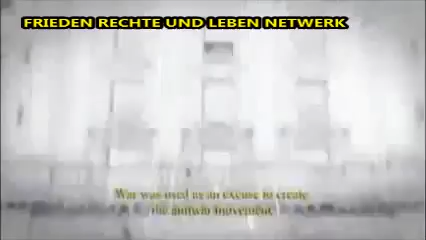 FRIEDEN RECHTE UND LEBEN NETWERK
War was used as an excuse to create
the movement